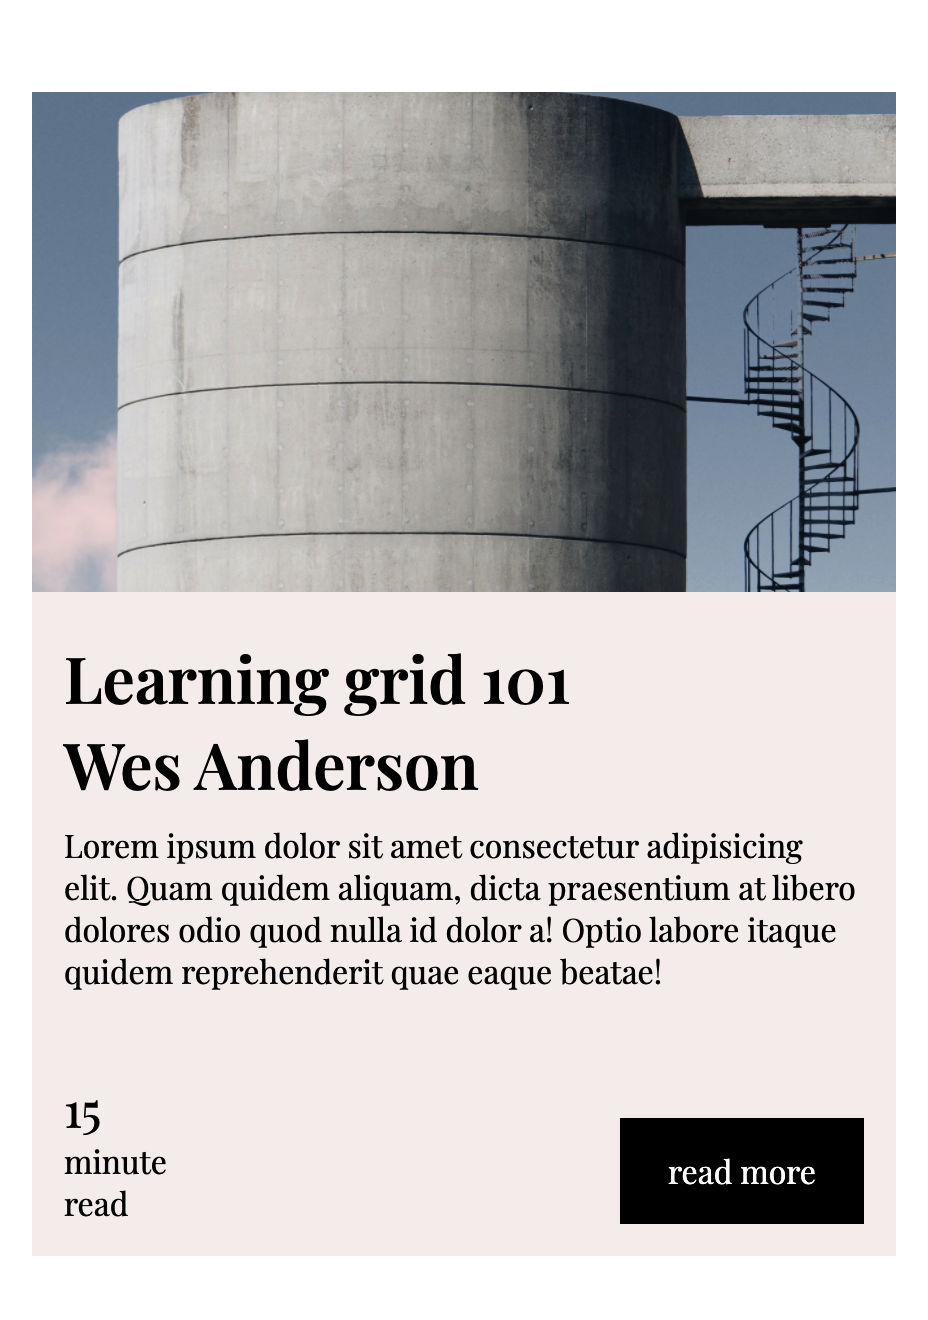 Learning grid 101
Wes Anderson
Lorem ipsum dolor sit amet consectetur adipisicing
elit. Quam quidem aliquam, dicta praesentium at libero
dolores odio quod nulla id dolor a! Optio labore itaque
quidem reprehenderit quae eaque beatae!
15
minute
read
read more